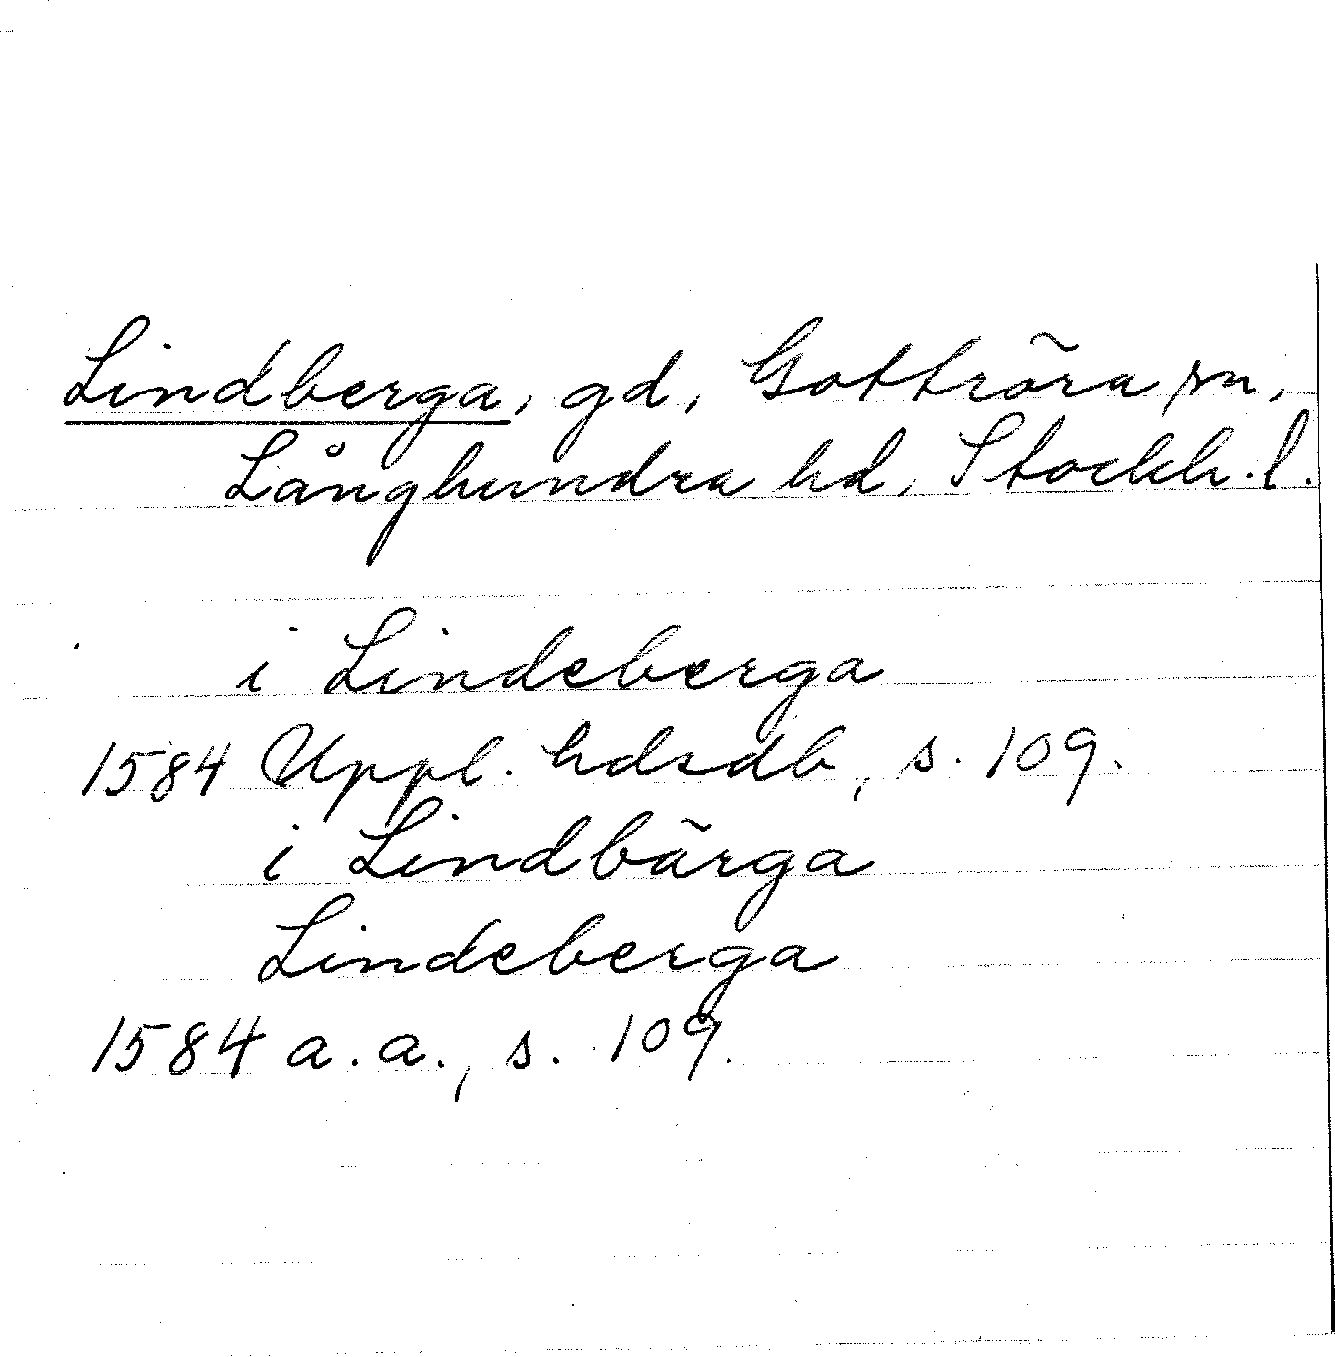 Lindberga, gd, Gottröra sn,
Långhundra hd, Stockh. l.
i Lindeberga
1584 Uppl. hdsdb, s. 109.
i Lindbärga
Lindeberga
1584 a.a., s. 109.